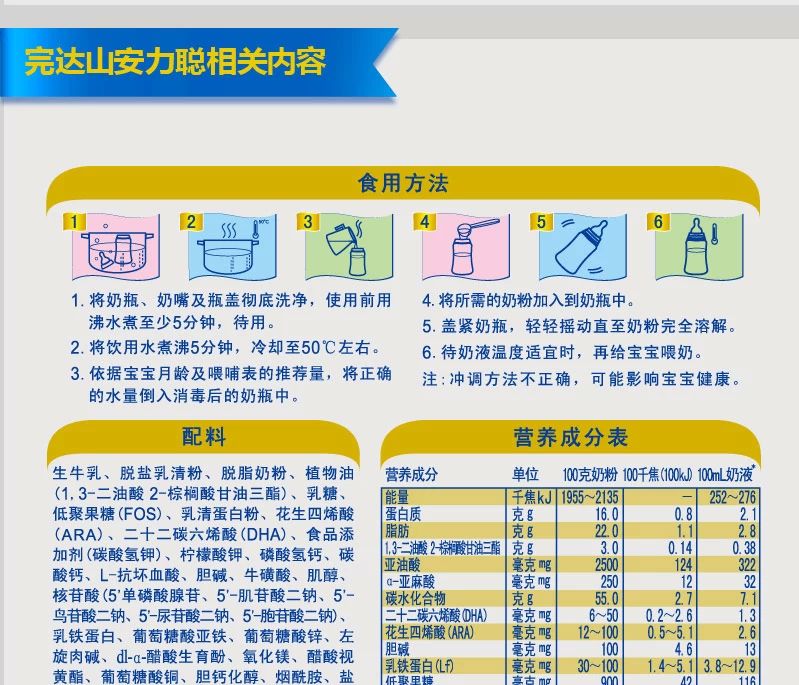 完达山安力聪相关内容
食用方法
1
2
50℃
3
4
5
6
1. 将奶瓶、奶嘴及瓶盖彻底洗净，使用前用
沸水煮至少5分钟，待用。
2. 将饮用水煮沸5分钟，冷却至50℃左右。
3. 依据宝宝月龄及喂哺表的推荐量，将正确
的水量倒入消毒后的奶瓶中。
4. 将所需的奶粉加入到奶瓶中。
5. 盖紧奶瓶，轻轻摇动直至奶粉完全溶解。
6. 待奶液温度适宜时，再给宝宝喂奶。
注：冲调方法不正确，可能影响宝宝健康。
配料
生牛乳、脱盐乳清粉、脱脂奶粉、植物油
(1,3-二油酸 2-棕榈酸甘油三酯)、乳糖、
低聚果糖(FOS)、乳清蛋白粉、花生四烯酸
(ARA)、二十二碳六烯酸(DHA)、食品添
加剂(碳酸氢钾)、柠檬酸钾、磷酸氢钙、碳
酸钙、L-抗坏血酸、胆碱、牛磺酸、肌醇、
核苷酸(5'单磷酸腺苷、5'-肌苷酸二钠、5'-
鸟苷酸二钠、5'-尿苷酸二钠、5'-胞苷酸二钠)、
乳铁蛋白、葡萄糖酸亚铁、葡萄糖酸锌、左
旋肉碱、dl-α-醋酸生育酚、氧化镁、醋酸视
黄酯、葡萄糖酸铜、胆钙化醇、烟酰胺、盐
营养成分表
营养成分 单位 100克奶粉 100千焦(100kJ) 100mL奶液*
能量 千焦kJ 1955～2135 — 252～276
蛋白质 克 g 16.0 0.8 2.1
脂肪 克 g 22.0 1.1 2.8
1,3-二油酸 2-棕榈酸甘油三酯 克 g 3.0 0.14 0.38
亚油酸 毫克 mg 2500 124 322
α-亚麻酸 毫克 mg 250 12 32
碳水化合物 克 g 55.0 2.7 7.1
二十二碳六烯酸(DHA) 毫克 mg 6～50 0.2～2.6 1.3
花生四烯酸(ARA) 毫克 mg 12～100 0.5～5.1 2.6
胆碱 毫克 mg 100 4.6 13
乳铁蛋白(Lf) 毫克 mg 30～100 1.4～5.1 3.8～12.9
低聚果糖 毫克 mg 900 42 116